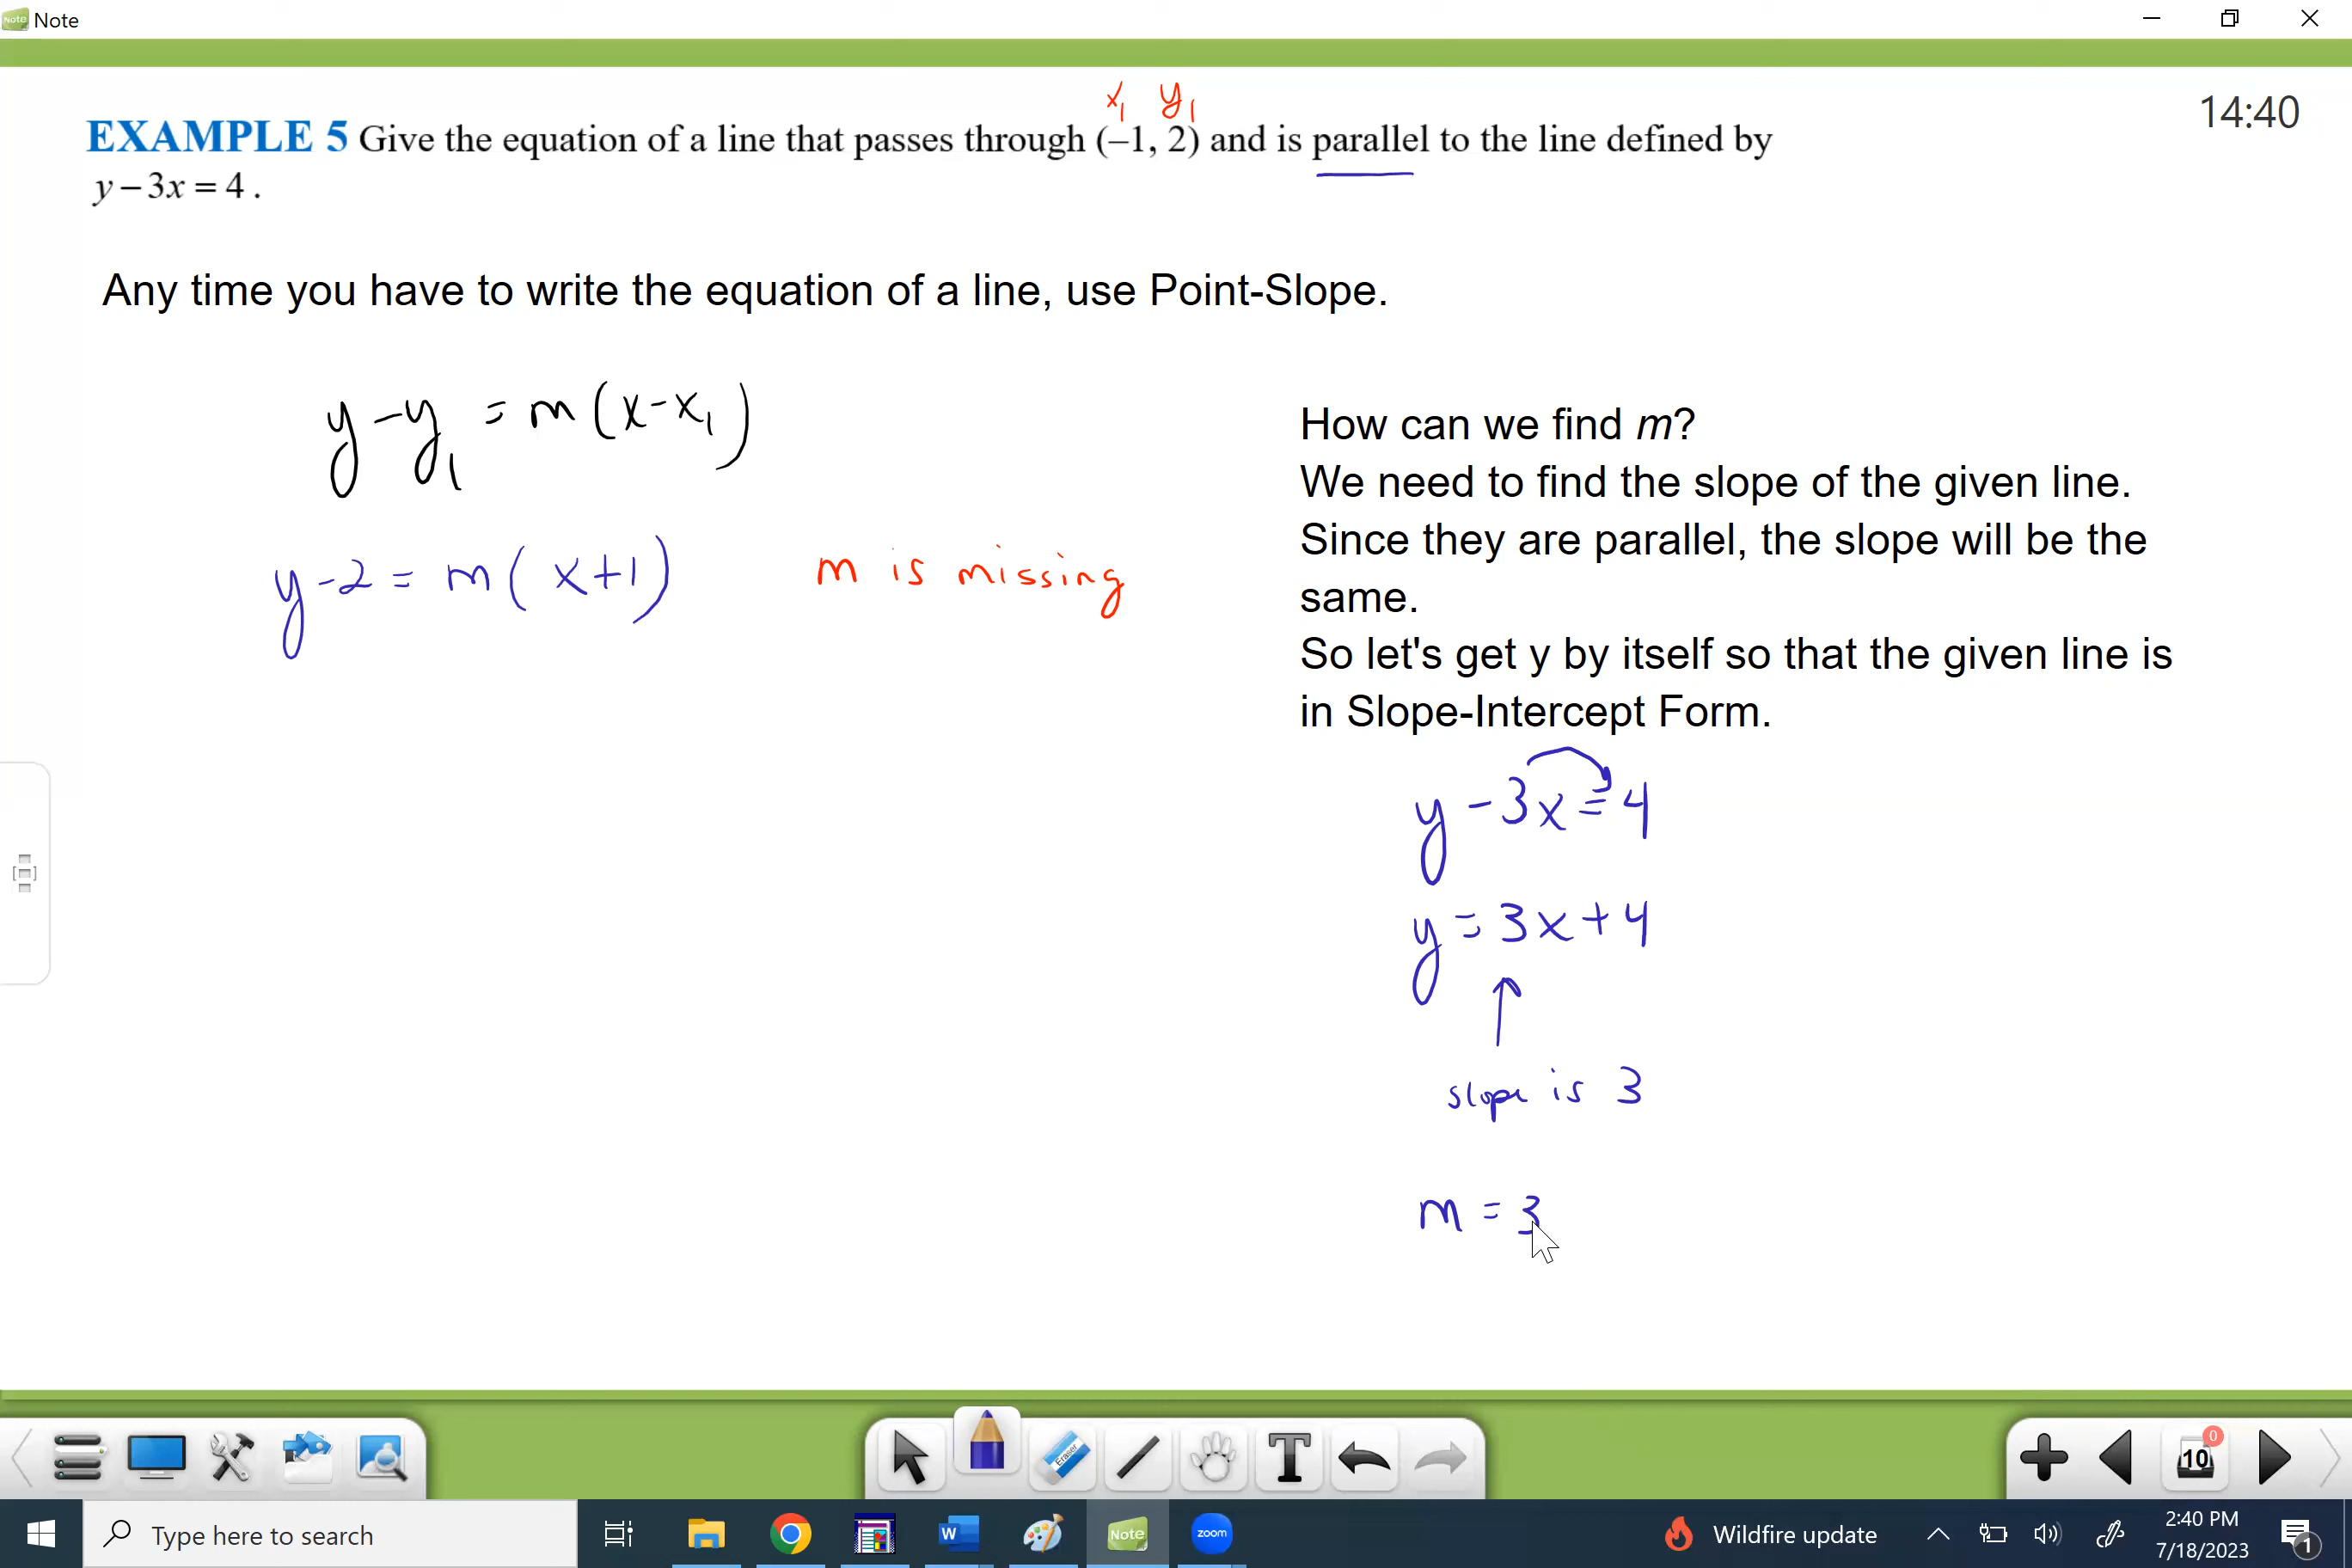 Note
14:40
x₁ y₁
EXAMPLE 5 Give the equation of a line that passes through (–1, 2) and is parallel to the line defined by
y – 3x = 4 .
Any time you have to write the equation of a line, use Point-Slope.
y - y₁ = m (x - x₁)
y - 2 = m ( x + 1 )
m is missing
How can we find m?
We need to find the slope of the given line.
Since they are parallel, the slope will be the
same.
So let's get y by itself so that the given line is
in Slope-Intercept Form.
y - 3x = 4
y = 3x + 4
slope is 3
m = 3
Eraser
T
10
0
Type here to search
W
Note
zoom
Wildfire update
2:40 PM
7/18/2023
1